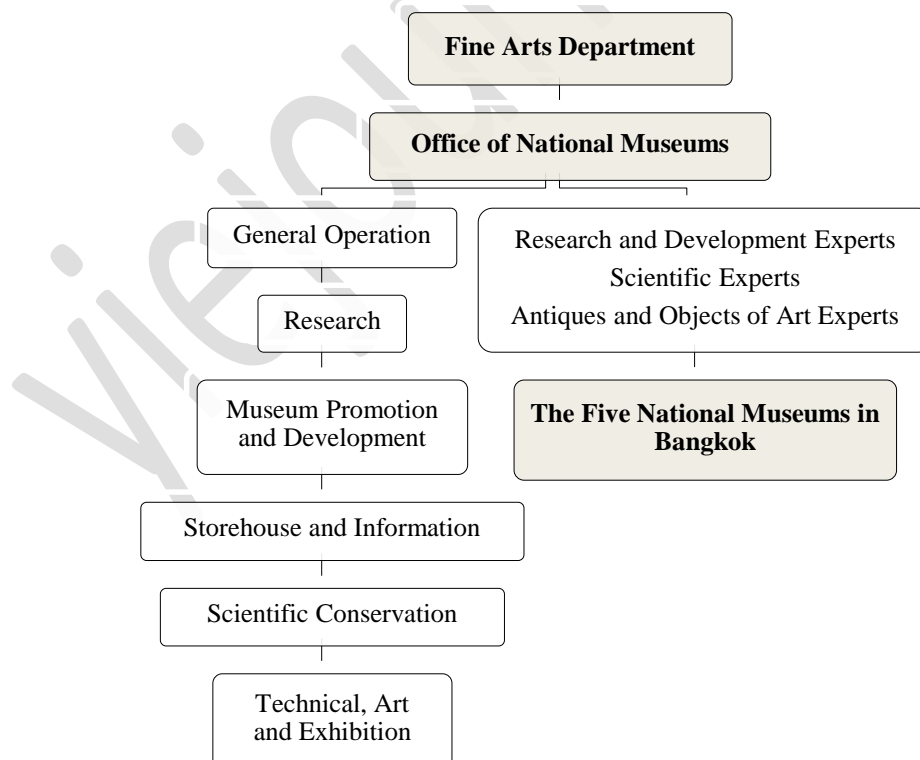 Fine Arts Department
Office of National Museums
General Operation
Research
Museum Promotion
and Development
Storehouse and Information
Scientific Conservation
Technical, Art
and Exhibition
Research and Development Experts
Scientific Experts
Antiques and Objects of Art Experts
The Five National Museums in
Bangkok